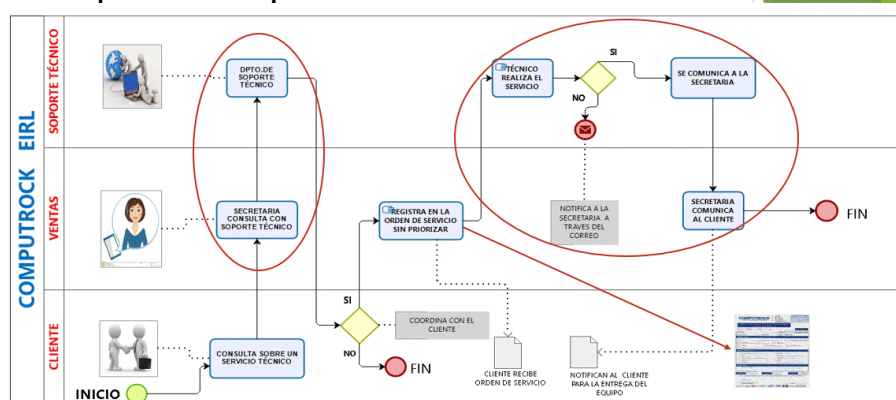 COMPUTROCK EIRL
SOPORTE TÉCNICO
DPTO.DE
SOPORTE
TÉCNICO
TÉCNICO
REALIZA EL
SERVICIO
SI
NO
SE COMUNICA A LA
SECRETARIA
VENTAS
SECRETARIA
CONSULTA CON
SOPORTE TÉCNICO
REGISTRA EN LA
ORDEN DE SERVICIO
SIN PRIORIZAR
NOTIFICA A LA
SECRETARIA A
TRAVES DEL
CORREO
SECRETARIA
COMUNICA
AL CLIENTE
FIN
CLIENTE
CONSULTA SOBRE UN
SERVICIO TÉCNICO
INICIO
SI
NO
COORDINA CON EL
CLIENTE
FIN
CLIENTE RECIBE
ORDEN DE SERVICIO
NOTIFICAN AL CLIENTE
PARA LA ENTREGA DEL
EQUIPO
COMPUTROCK